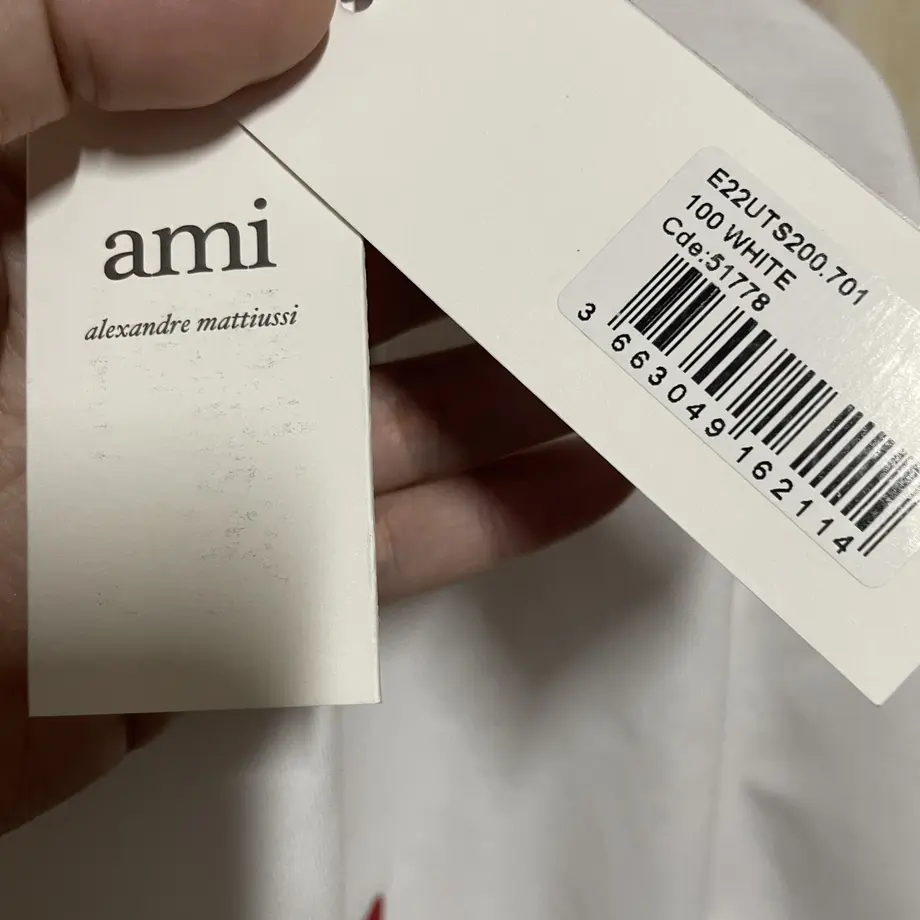 ami
alexandre mattiussi
E22UTS200.701
100 WHITE
Cde:51778
3 663049 162114